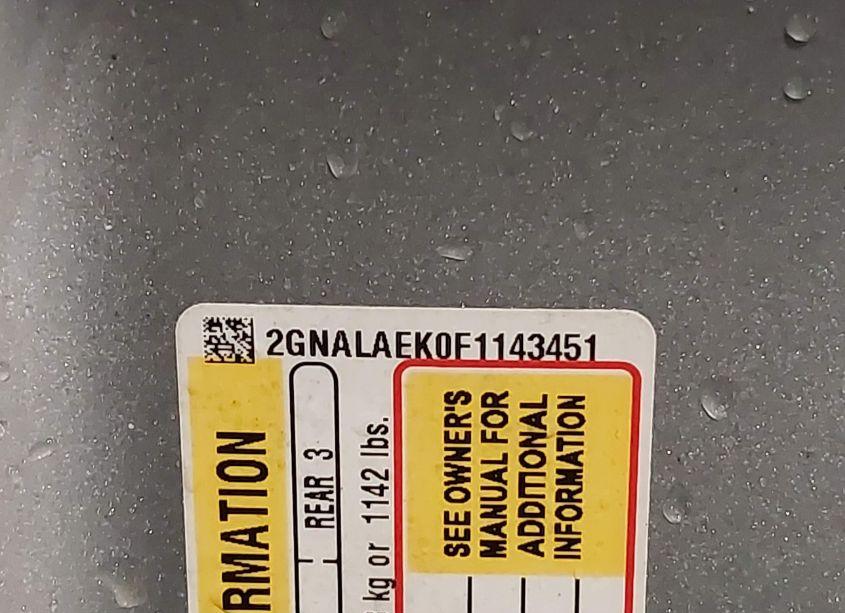 2GNALAEK0F1143451
RMATION
REAR 3
kg or 1142 lbs.
SEE OWNER'S
MANUAL FOR
ADDITIONAL
INFORMATION